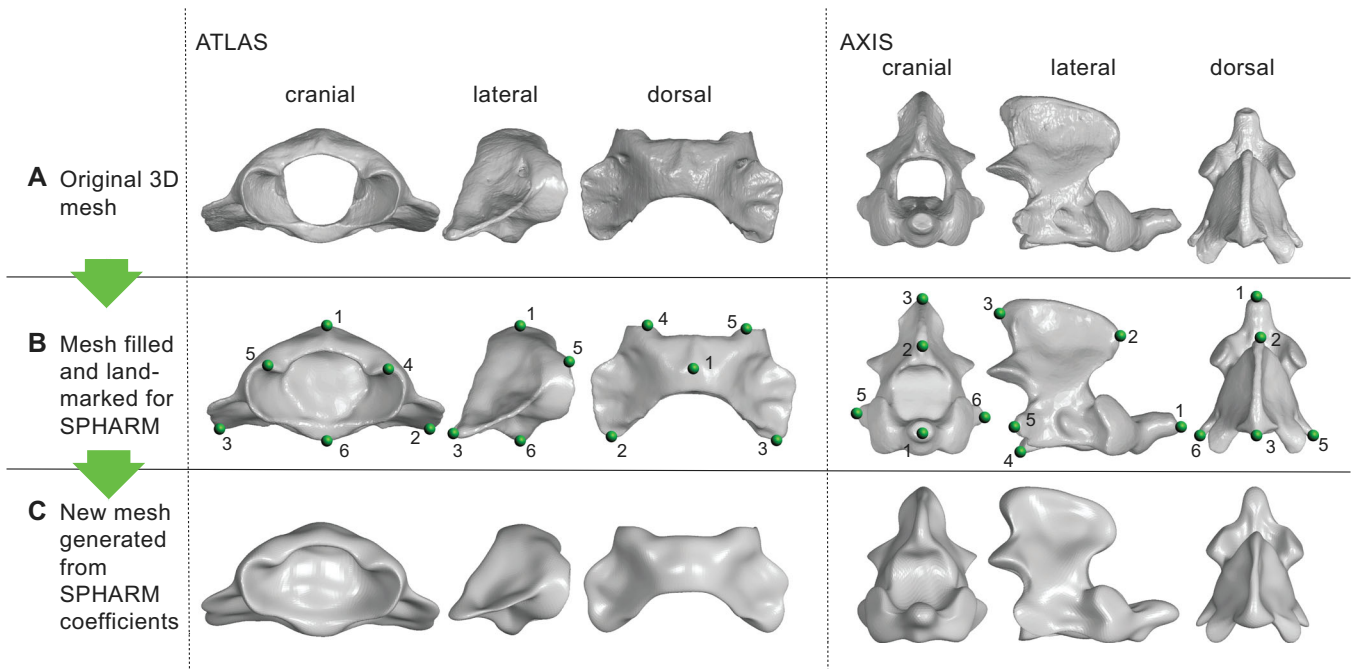 ATLAS
AXIS
cranial lateral dorsal
cranial lateral dorsal
A Original 3D
mesh
B Mesh filled
and land-
marked for
SPHARM
1
5
4
3
6
2
1
5
3
6
4
5
1
2
3
3
2
5
6
1
3
2
5
1
4
1
2
6
3
5
C New mesh
generated
from
SPHARM
coefficients